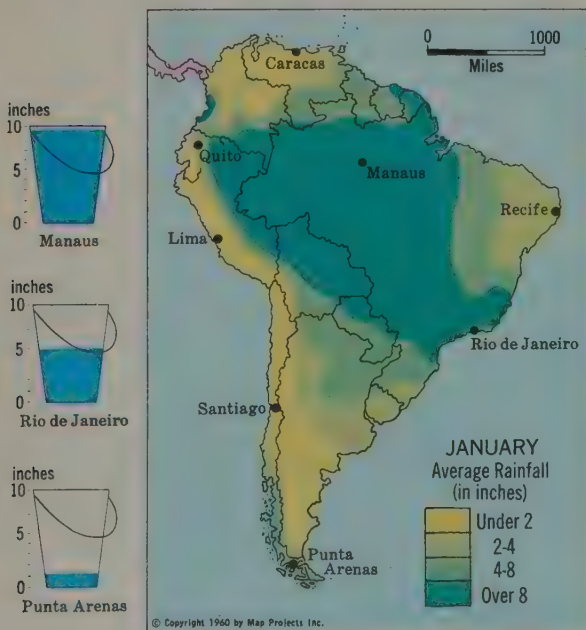 inches
10
5
0
Manaus
inches
10
5
0
Rio de Janeiro
inches
10
5
0
Punta Arenas
0
1000
Miles
Caracas
Quito
Manaus
Recife
Lima
Rio de Janeiro
Santiago
Punta
Arenas
JANUARY
Average Rainfall
(in inches)
Under 2
2-4
4-8
Over 8
© Copyright 1960 by Map Projects Inc.